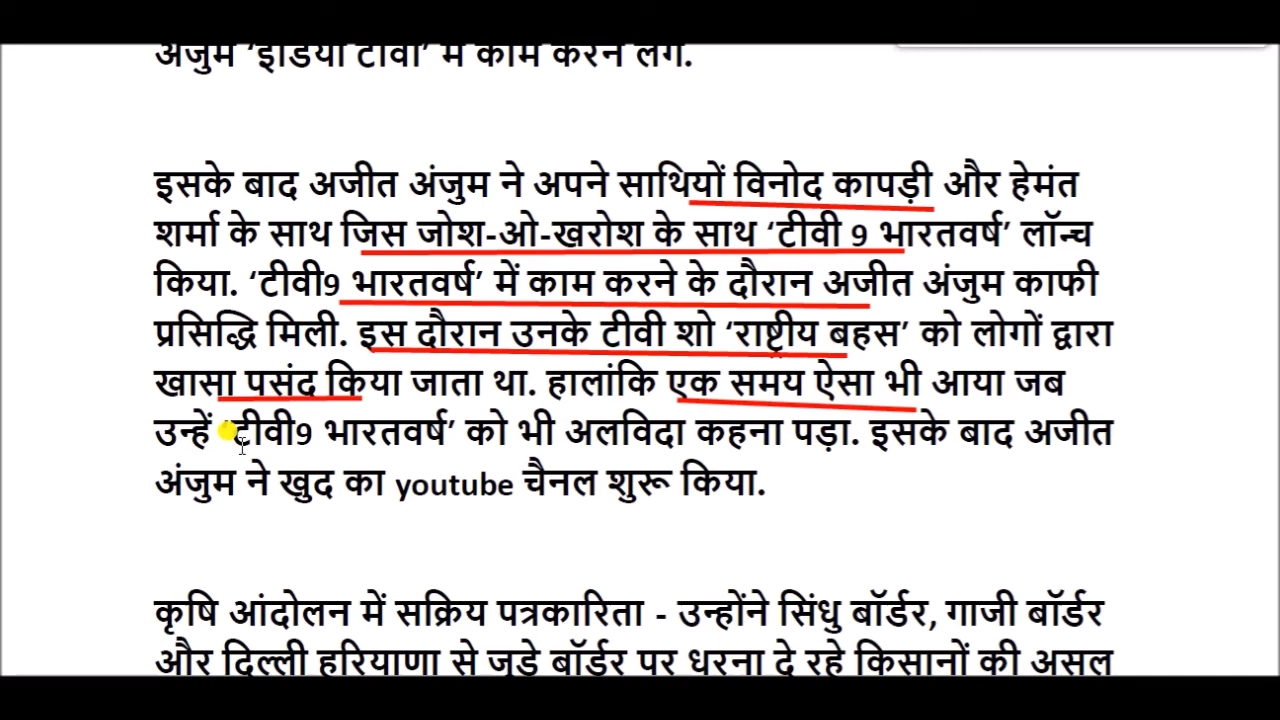 अंजुम ‘इंडिया टीवी’ में काम करने लगे.
इसके बाद अजीत अंजुम ने अपने साथियों विनोद कापड़ी और हेमंत
शर्मा के साथ जिस जोश-ओ-खरोश के साथ ‘टीवी 9 भारतवर्ष’ लॉन्च
किया. ‘टीवी9 भारतवर्ष’ में काम करने के दौरान अजीत अंजुम काफी
प्रसिद्धि मिली. इस दौरान उनके टीवी शो ‘राष्ट्रीय बहस’ को लोगों द्वारा
खासा पसंद किया जाता था. हालांकि एक समय ऐसा भी आया जब
उन्हें ‘टीवी9 भारतवर्ष’ को भी अलविदा कहना पड़ा. इसके बाद अजीत
अंजुम ने खुद का youtube चैनल शुरू किया.
कृषि आंदोलन में सक्रिय पत्रकारिता - उन्होंने सिंधु बॉर्डर, गाजी बॉर्डर
और दिल्ली हरियाणा से जुड़े बॉर्डर पर धरना दे रहे किसानों की असल